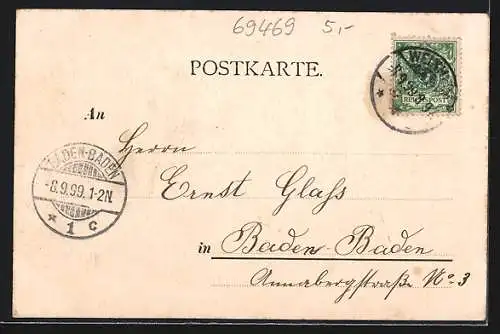 69469 5,-
POSTKARTE.
REICHSPOST
An
Herrn
BADEN-BADEN
-8.9.99.1-2N.
* 1 c
Ernst Glaſs
in Baden-Baden
Annabergstraße No. 3